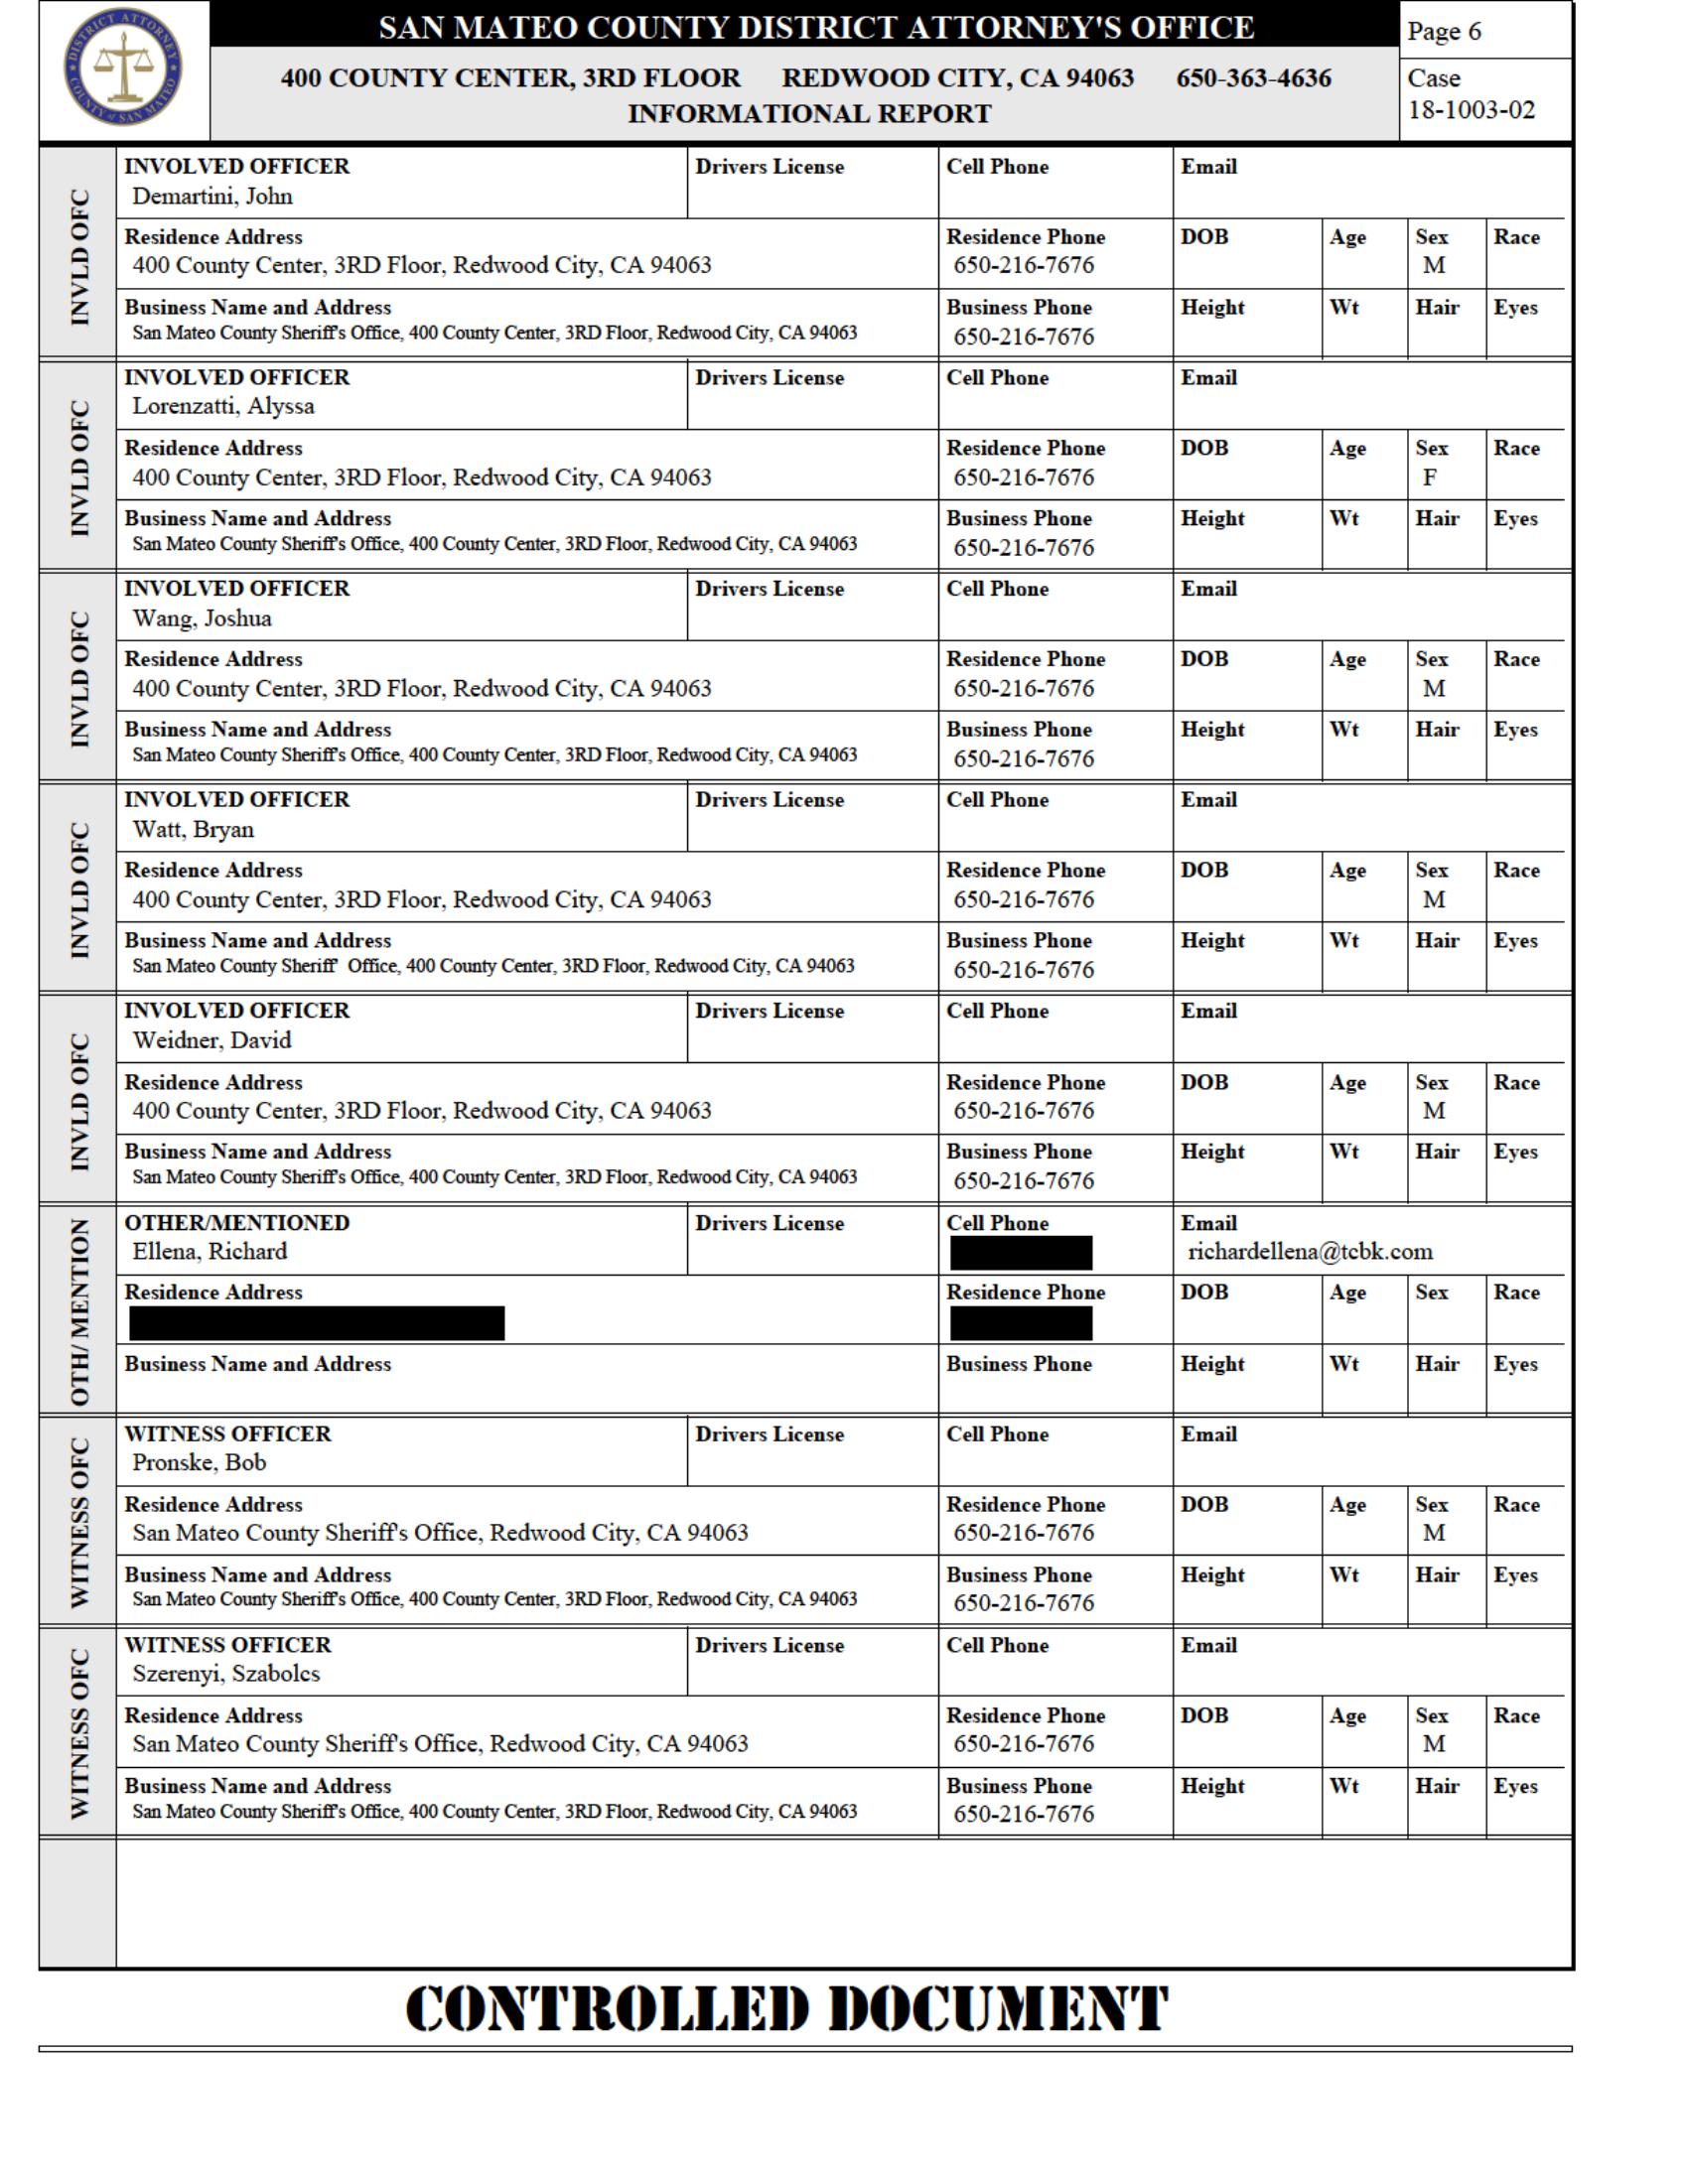 DISTRICT ATTORNEY
COUNTY of SAN MATEO
SAN MATEO COUNTY DISTRICT ATTORNEY'S OFFICE
400 COUNTY CENTER, 3RD FLOOR REDWOOD CITY, CA 94063 650-363-4636
INFORMATIONAL REPORT
Page 6
Case
18-1003-02
INVLD OFC
INVOLVED OFFICER Drivers License Cell Phone Email
Demartini, John
Residence Address Residence Phone DOB Age Sex Race
400 County Center, 3RD Floor, Redwood City, CA 94063 650-216-7676 M
Business Name and Address Business Phone Height Wt Hair Eyes
San Mateo County Sheriff's Office, 400 County Center, 3RD Floor, Redwood City, CA 94063 650-216-7676
INVLD OFC
INVOLVED OFFICER Drivers License Cell Phone Email
Lorenzatti, Alyssa
Residence Address Residence Phone DOB Age Sex Race
400 County Center, 3RD Floor, Redwood City, CA 94063 650-216-7676 F
Business Name and Address Business Phone Height Wt Hair Eyes
San Mateo County Sheriff's Office, 400 County Center, 3RD Floor, Redwood City, CA 94063 650-216-7676
INVLD OFC
INVOLVED OFFICER Drivers License Cell Phone Email
Wang, Joshua
Residence Address Residence Phone DOB Age Sex Race
400 County Center, 3RD Floor, Redwood City, CA 94063 650-216-7676 M
Business Name and Address Business Phone Height Wt Hair Eyes
San Mateo County Sheriff's Office, 400 County Center, 3RD Floor, Redwood City, CA 94063 650-216-7676
INVLD OFC
INVOLVED OFFICER Drivers License Cell Phone Email
Watt, Bryan
Residence Address Residence Phone DOB Age Sex Race
400 County Center, 3RD Floor, Redwood City, CA 94063 650-216-7676 M
Business Name and Address Business Phone Height Wt Hair Eyes
San Mateo County Sheriff' Office, 400 County Center, 3RD Floor, Redwood City, CA 94063 650-216-7676
INVLD OFC
INVOLVED OFFICER Drivers License Cell Phone Email
Weidner, David
Residence Address Residence Phone DOB Age Sex Race
400 County Center, 3RD Floor, Redwood City, CA 94063 650-216-7676 M
Business Name and Address Business Phone Height Wt Hair Eyes
San Mateo County Sheriff's Office, 400 County Center, 3RD Floor, Redwood City, CA 94063 650-216-7676
OTH/ MENTION
OTHER/MENTIONED Drivers License Cell Phone Email
Ellena, Richard richardellena@tcbk.com
Residence Address Residence Phone DOB Age Sex Race
Business Name and Address Business Phone Height Wt Hair Eyes
WITNESS OFC
WITNESS OFFICER Drivers License Cell Phone Email
Pronske, Bob
Residence Address Residence Phone DOB Age Sex Race
San Mateo County Sheriff's Office, Redwood City, CA 94063 650-216-7676 M
Business Name and Address Business Phone Height Wt Hair Eyes
San Mateo County Sheriff's Office, 400 County Center, 3RD Floor, Redwood City, CA 94063 650-216-7676
WITNESS OFC
WITNESS OFFICER Drivers License Cell Phone Email
Szerenyi, Szabolcs
Residence Address Residence Phone DOB Age Sex Race
San Mateo County Sheriff's Office, Redwood City, CA 94063 650-216-7676 M
Business Name and Address Business Phone Height Wt Hair Eyes
San Mateo County Sheriff's Office, 400 County Center, 3RD Floor, Redwood City, CA 94063 650-216-7676
CONTROLLED DOCUMENT